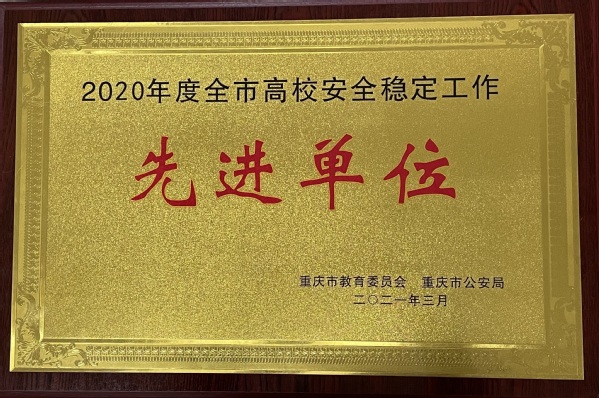 2020年度全市高校安全稳定工作
先进单位
重庆市教育委员会 重庆市公安局
二〇二一年三月